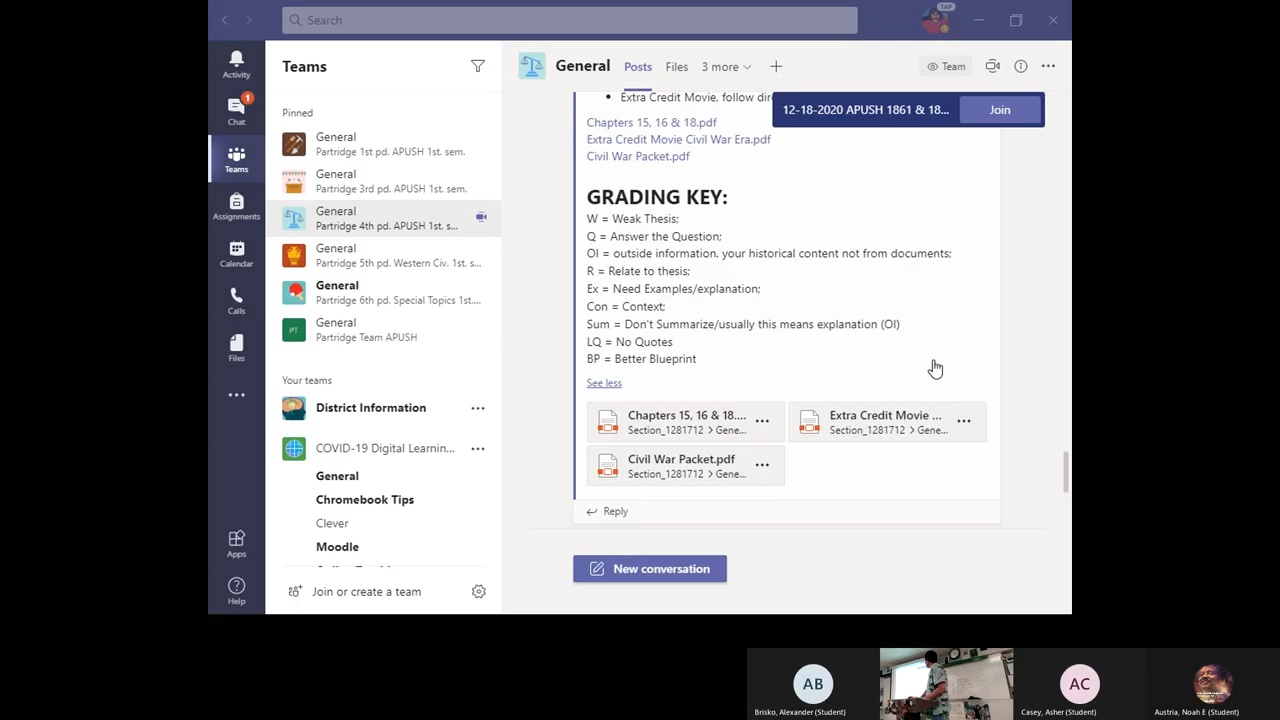 Search
TAP
Activity
1
Chat
Teams
Assignments
Calendar
Calls
Files
Apps
Help
Teams
Pinned
General
Partridge 1st pd. APUSH 1st. sem.
General
Partridge 3rd pd. APUSH 1st. sem.
General
Partridge 4th pd. APUSH 1st. s...
General
Partridge 5th pd. Western Civ. 1st. s...
General
Partridge 6th pd. Special Topics 1st....
PT
General
Partridge Team APUSH
Your teams
District Information
COVID-19 Digital Learnin...
General
Chromebook Tips
Clever
Moodle
Join or create a team
General Posts Files 3 more
Team
Extra Credit Movie, follow dire
12-18-2020 APUSH 1861 & 18... Join
Chapters 15, 16 & 18.pdf
Extra Credit Movie Civil War Era.pdf
Civil War Packet.pdf
GRADING KEY:
W = Weak Thesis;
Q = Answer the Question;
OI = outside information. your historical content not from documents;
R = Relate to thesis;
Ex = Need Examples/explanation;
Con = Context;
Sum = Don't Summarize/usually this means explanation (OI)
LQ = No Quotes
BP = Better Blueprint
See less
Chapters 15, 16 & 18....
Section_1281712 > Gene...
Extra Credit Movie ...
Section_1281712 > Gene...
Civil War Packet.pdf
Section_1281712 > Gene...
Reply
New conversation
AB
Brisko, Alexander (Student)
AC
Casey, Asher (Student)
Austria, Noah E (Student)